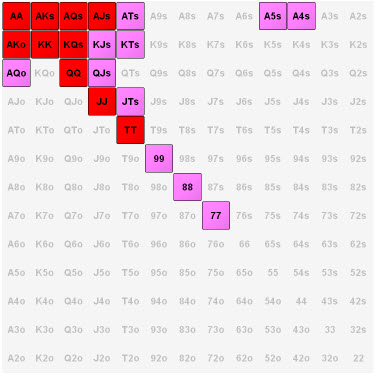 AA AKs AQs AJs ATs A9s A8s A7s A6s A5s A4s A3s A2s
AKo KK KQs KJs KTs K9s K8s K7s K6s K5s K4s K3s K2s
AQo KQo QQ QJs QTs Q9s Q8s Q7s Q6s Q5s Q4s Q3s Q2s
AJo KJo QJo JJ JTs J9s J8s J7s J6s J5s J4s J3s J2s
ATo KTo QTo JTo TT T9s T8s T7s T6s T5s T4s T3s T2s
A9o K9o Q9o J9o T9o 99 98s 97s 96s 95s 94s 93s 92s
A8o K8o Q8o J8o T8o 98o 88 87s 86s 85s 84s 83s 82s
A7o K7o Q7o J7o T7o 97o 87o 77 76s 75s 74s 73s 72s
A6o K6o Q6o J6o T6o 96o 86o 76o 66 65s 64s 63s 62s
A5o K5o Q5o J5o T5o 95o 85o 75o 65o 55 54s 53s 52s
A4o K4o Q4o J4o T4o 94o 84o 74o 64o 54o 44 43s 42s
A3o K3o Q3o J3o T3o 93o 83o 73o 63o 53o 43o 33 32s
A2o K2o Q2o J2o T2o 92o 82o 72o 62o 52o 42o 32o 22